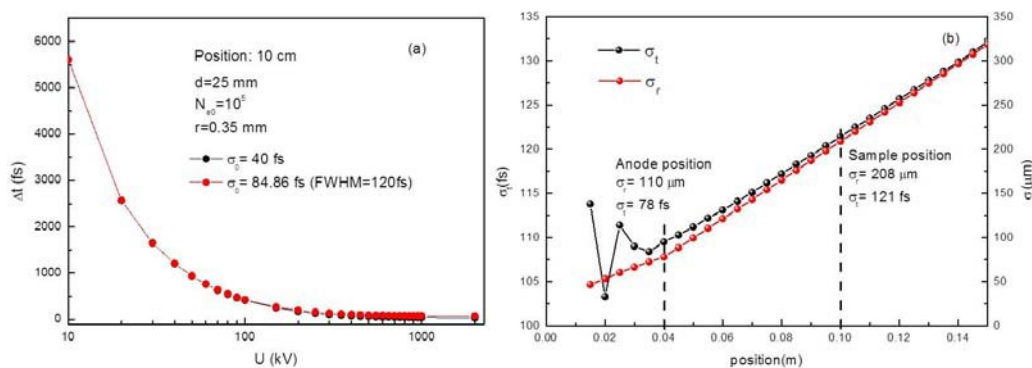 (a)
6000
5000
4000
3000
2000
1000
0
Δt (fs)
Position: 10 cm
d=25 mm
Ne0=10^5
r=0.35 mm
σ0= 40 fs
σ0= 84.86 fs (FWHM=120fs)
10 100 1000
U (kV)
(b)
135
130
125
120
115
110
105
100
σt(fs)
σt
σr
Anode position
σr= 110 μm
σt= 78 fs
Sample position
σr= 208 μm
σt= 121 fs
350
300
250
200
150
100
50
0
(μm)
0.00 0.02 0.04 0.06 0.08 0.10 0.12 0.14
position(m)